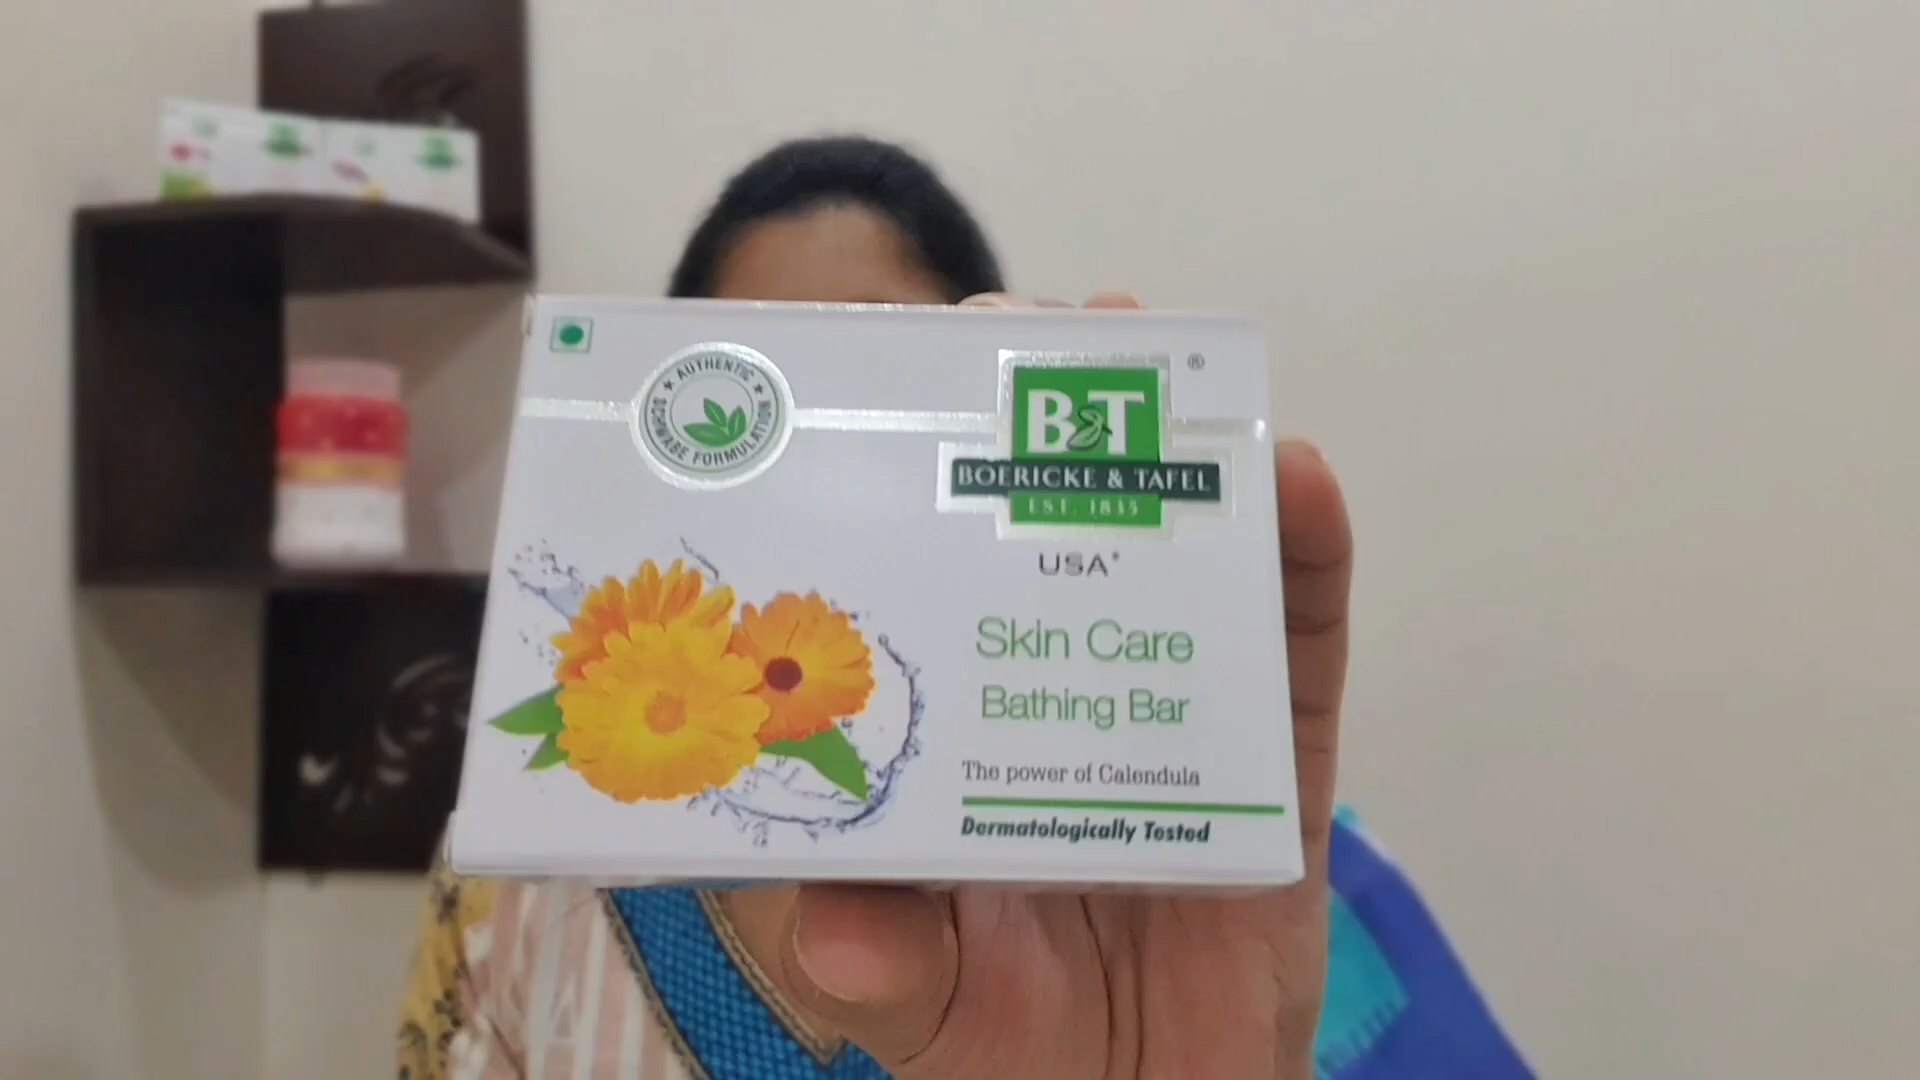 AUTHENTIC
SCHWABE FORMULATION
B&T
®
BOERICKE & TAFEL
EST. 1835
USA*
Skin Care
Bathing Bar
The power of Calendula
Dermatologically Tested